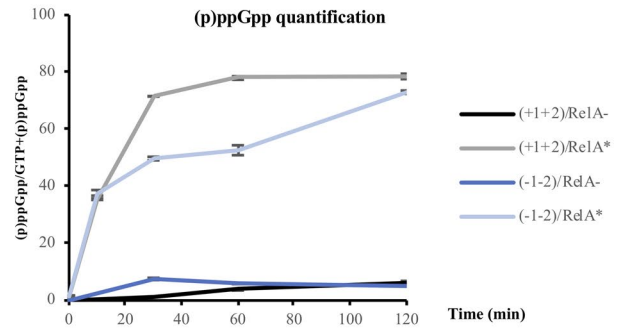 (p)ppGpp quantification
(p)ppGpp/GTP+(p)ppGpp
100
80
60
40
20
0
0 20 40 60 80 100 120
Time (min)
(+1+2)/RelA-
(+1+2)/RelA*
(-1-2)/RelA-
(-1-2)/RelA*